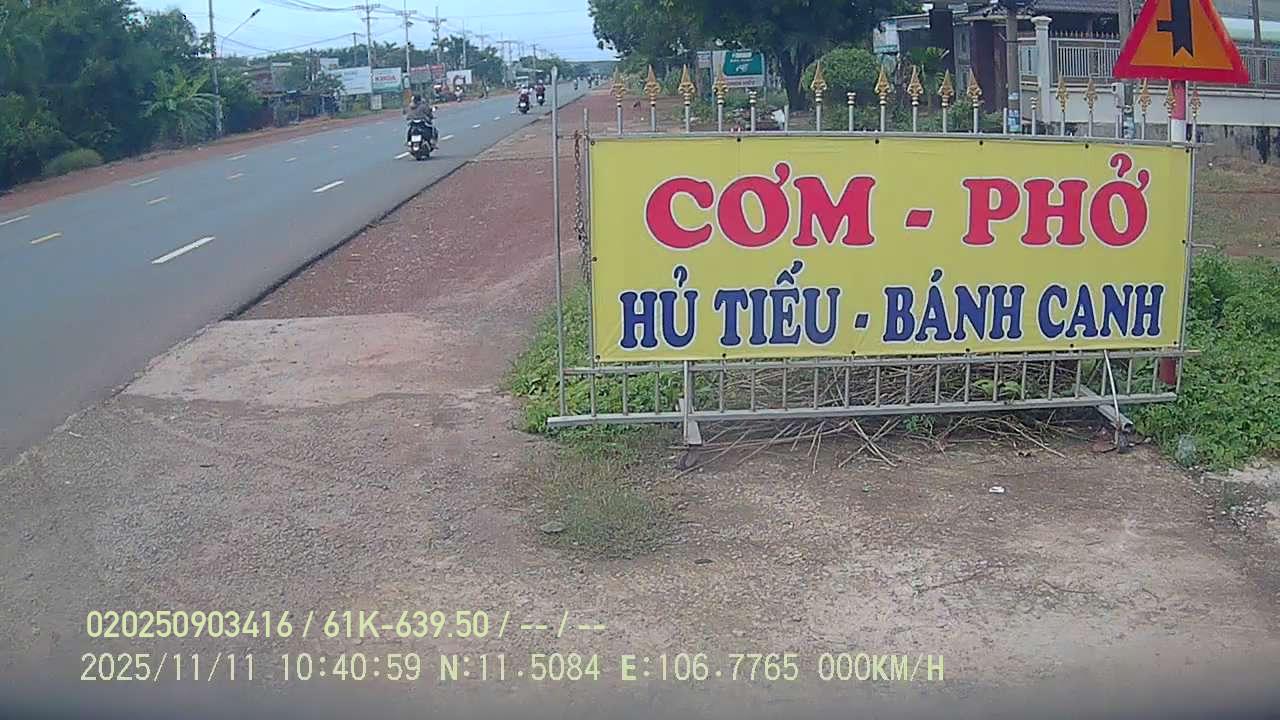 CƠM - PHỞ
HỦ TIẾU - BÁNH CANH
020250903416 / 61K-639.50 / -- / --
2025/11/11 10:40:59 N:11.5084 E:106.7765 000KM/H